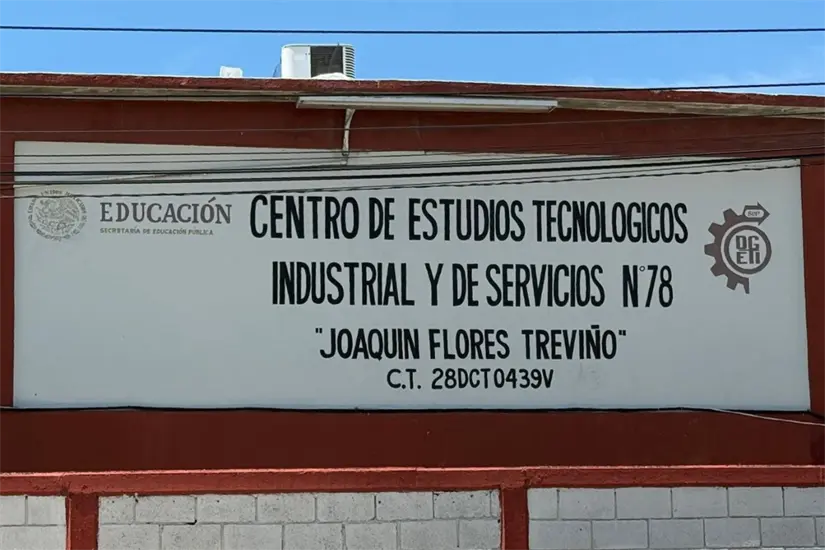 EDUCACIÓN
SECRETARÍA DE EDUCACIÓN PÚBLICA
CENTRO DE ESTUDIOS TECNOLOGICOS
INDUSTRIAL Y DE SERVICIOS N°78
"JOAQUIN FLORES TREVIÑO"
C.T. 28DCT0439V